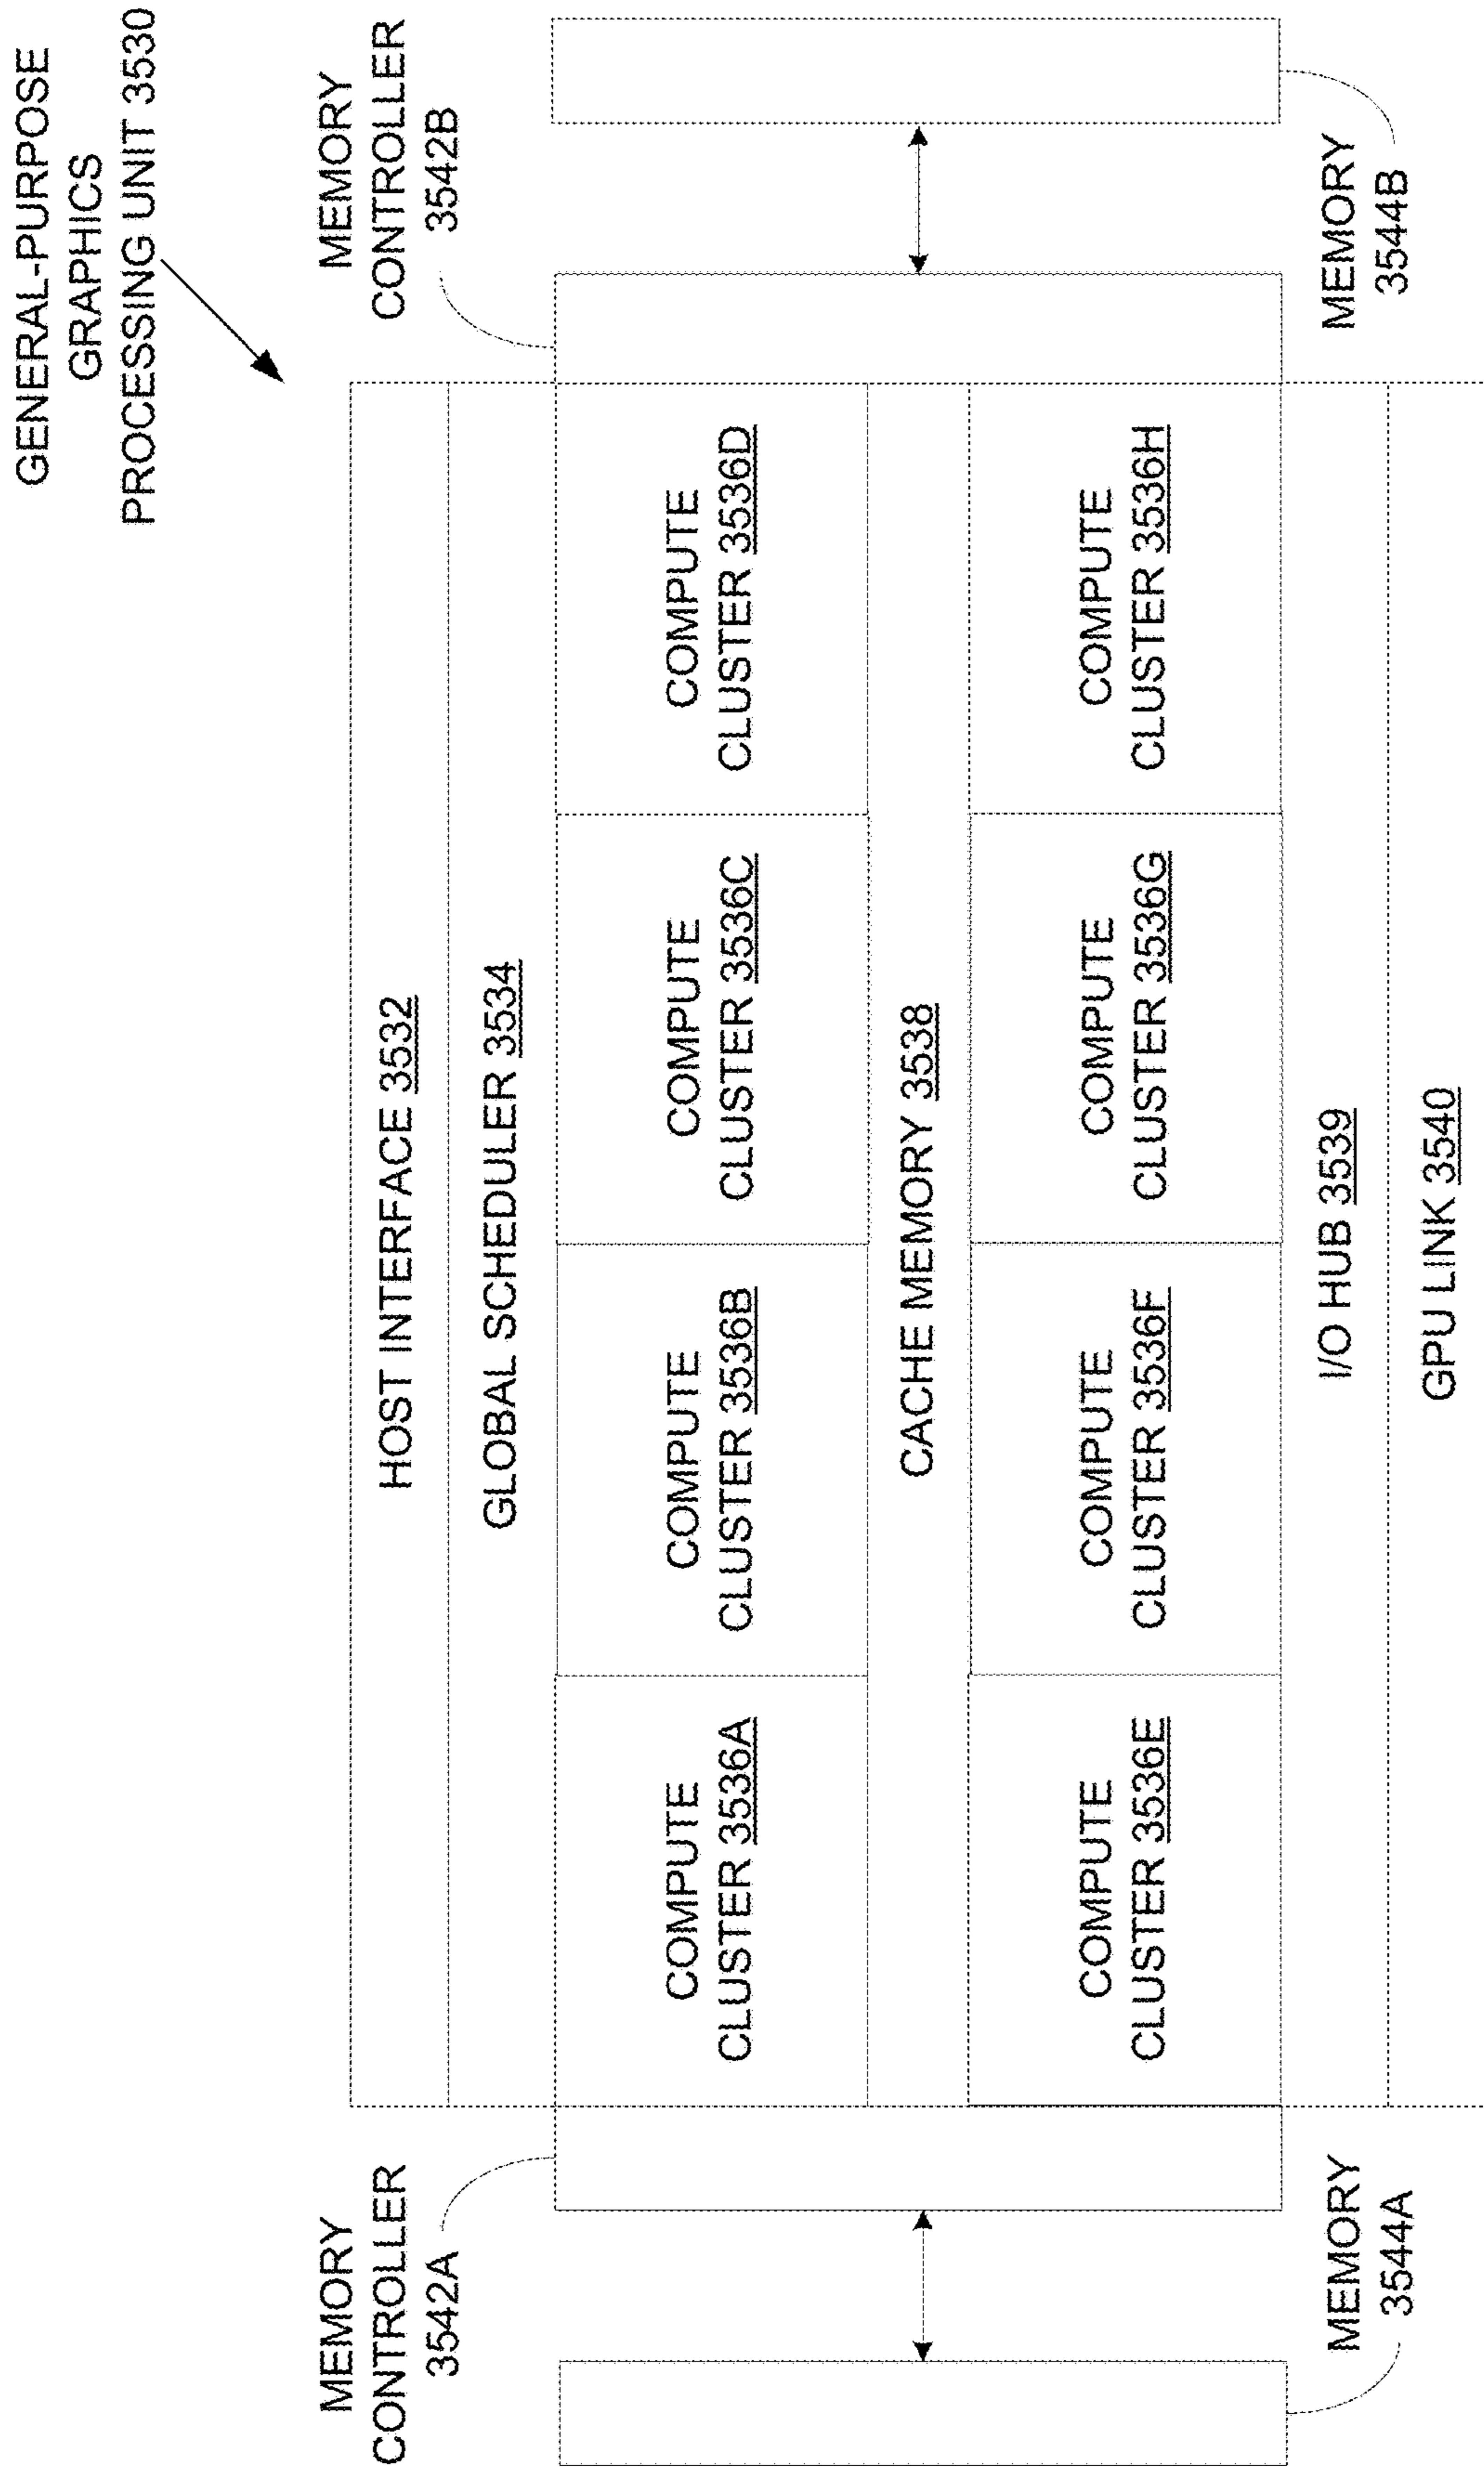 GENERAL-PURPOSE
GRAPHICS
PROCESSING UNIT 3530
MEMORY
CONTROLLER
3542A
MEMORY
CONTROLLER
3542B
HOST INTERFACE 3532
GLOBAL SCHEDULER 3534
COMPUTE
CLUSTER 3536A
COMPUTE
CLUSTER 3536B
COMPUTE
CLUSTER 3536C
COMPUTE
CLUSTER 3536D
CACHE MEMORY 3538
COMPUTE
CLUSTER 3536E
COMPUTE
CLUSTER 3536F
COMPUTE
CLUSTER 3536G
COMPUTE
CLUSTER 3536H
I/O HUB 3539
GPU LINK 3540
MEMORY
3544A
MEMORY
3544B